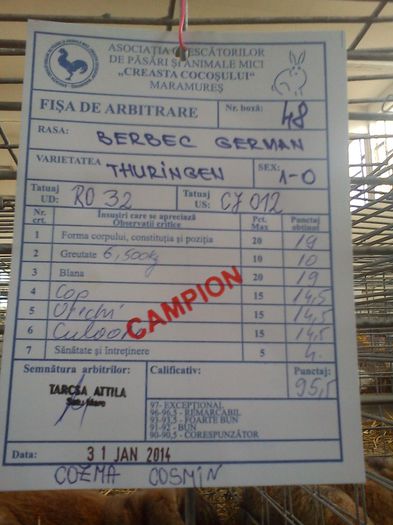 ASOCIAȚIA CRESCĂTORILOR
DE PĂSĂRI ȘI ANIMALE MICI
„CREASTA COCOȘULUI”
MARAMUREȘ
FIȘA DE ARBITRARE
Nr. boxă: 48
RASA: BERBEC GERMAN
VARIETATEA THURINGEN SEX: 1-0
Tatuaj UD: RO 32 Tatuaj US: CJ 012
Nr. crt. Însușiri care se apreciază Observații critice Pct. Max Punctaj obținut
1 Forma corpului, constituția și poziția 20 19
2 Greutate 6,500kg 10 10
3 Blana 20 19
4 Cap 15 14,5
5 Urechi 15 14,5
6 Culoare 15 14,5
7 Sănătate și întreținere 5 4.
CAMPION
Semnătura arbitrilor: Calificativ: Punctaj:
TARCSA ATTILA
Satu Mare
95,5
97- EXCEPȚIONAL
96-96,5 - REMARCABIL
93-95,5 - FOARTE BUN
91-92 - BUN
90-90,5 - CORESPUNZĂTOR
Data: 31 JAN 2014
COZMA COSMIN